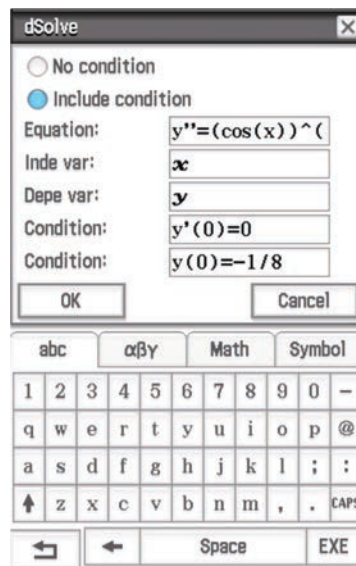 dSolve
No condition
Include condition
Equation: y''=(cos(x))^(
Inde var: x
Depe var: y
Condition: y'(0)=0
Condition: y(0)=-1/8
OK Cancel
abc αβγ Math Symbol
1 2 3 4 5 6 7 8 9 0 −
q w e r t y u i o p @
a s d f g h j k l ; :
z x c v b n m , . CAPS
Space EXE